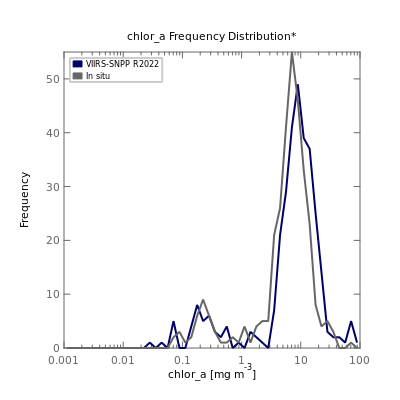 chlor_a Frequency Distribution*
VIIRS-SNPP R2022
In situ
50
40
30
20
10
0
Frequency
0.001 0.01 0.1 1 10 100
chlor_a [mg m-3]